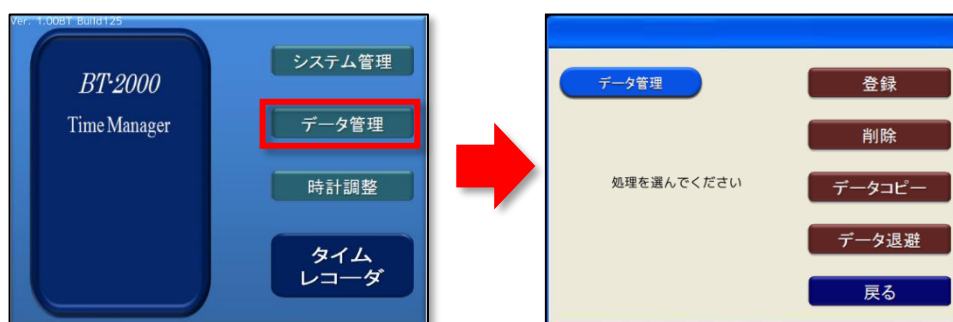 Ver. 1.00BT Build125
BT-2000
Time Manager
システム管理
データ管理
時計調整
タイム
レコーダ
データ管理
処理を選んでください
登録
削除
データコピー
データ退避
戻る